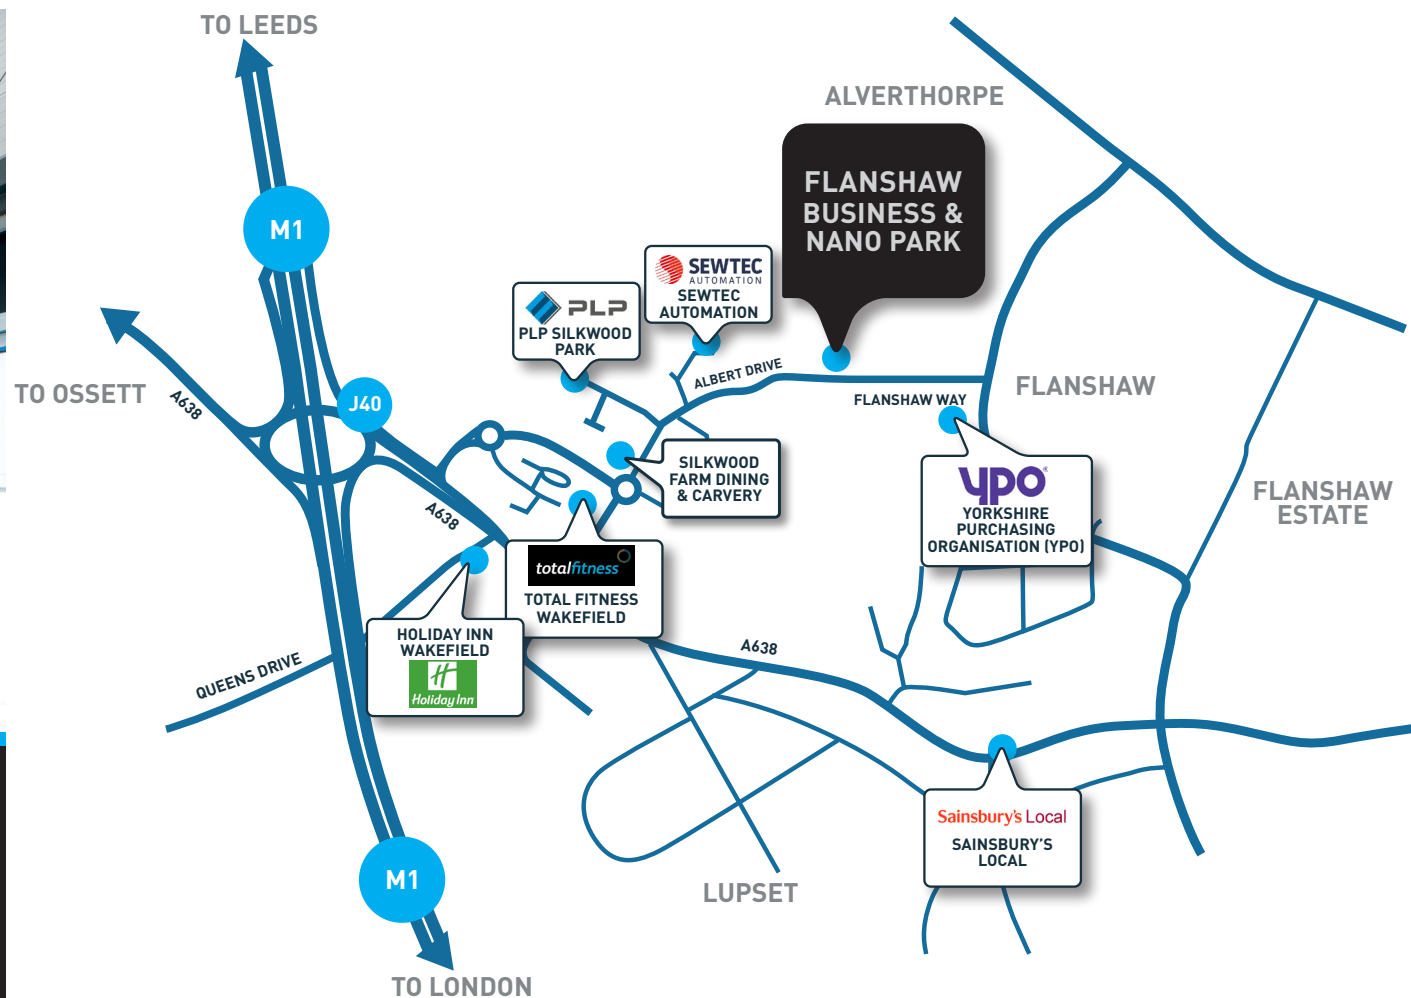 TO LEEDS
ALVERTHORPE
FLANSHAW
BUSINESS &
NANO PARK
M1
SEWTEC
AUTOMATION
SEWTEC
AUTOMATION
PLP
PLP SILKWOOD
PARK
ALBERT DRIVE
TO OSSETT
A638
J40
FLANSHAW WAY
FLANSHAW
SILKWOOD
FARM DINING
& CARVERY
ypo
YORKSHIRE
PURCHASING
ORGANISATION (YPO)
FLANSHAW
ESTATE
A638
totalfitness
TOTAL FITNESS
WAKEFIELD
HOLIDAY INN
WAKEFIELD
H
Holiday Inn
QUEENS DRIVE
A638
Sainsbury's Local
SAINSBURY'S
LOCAL
M1
LUPSET
TO LONDON